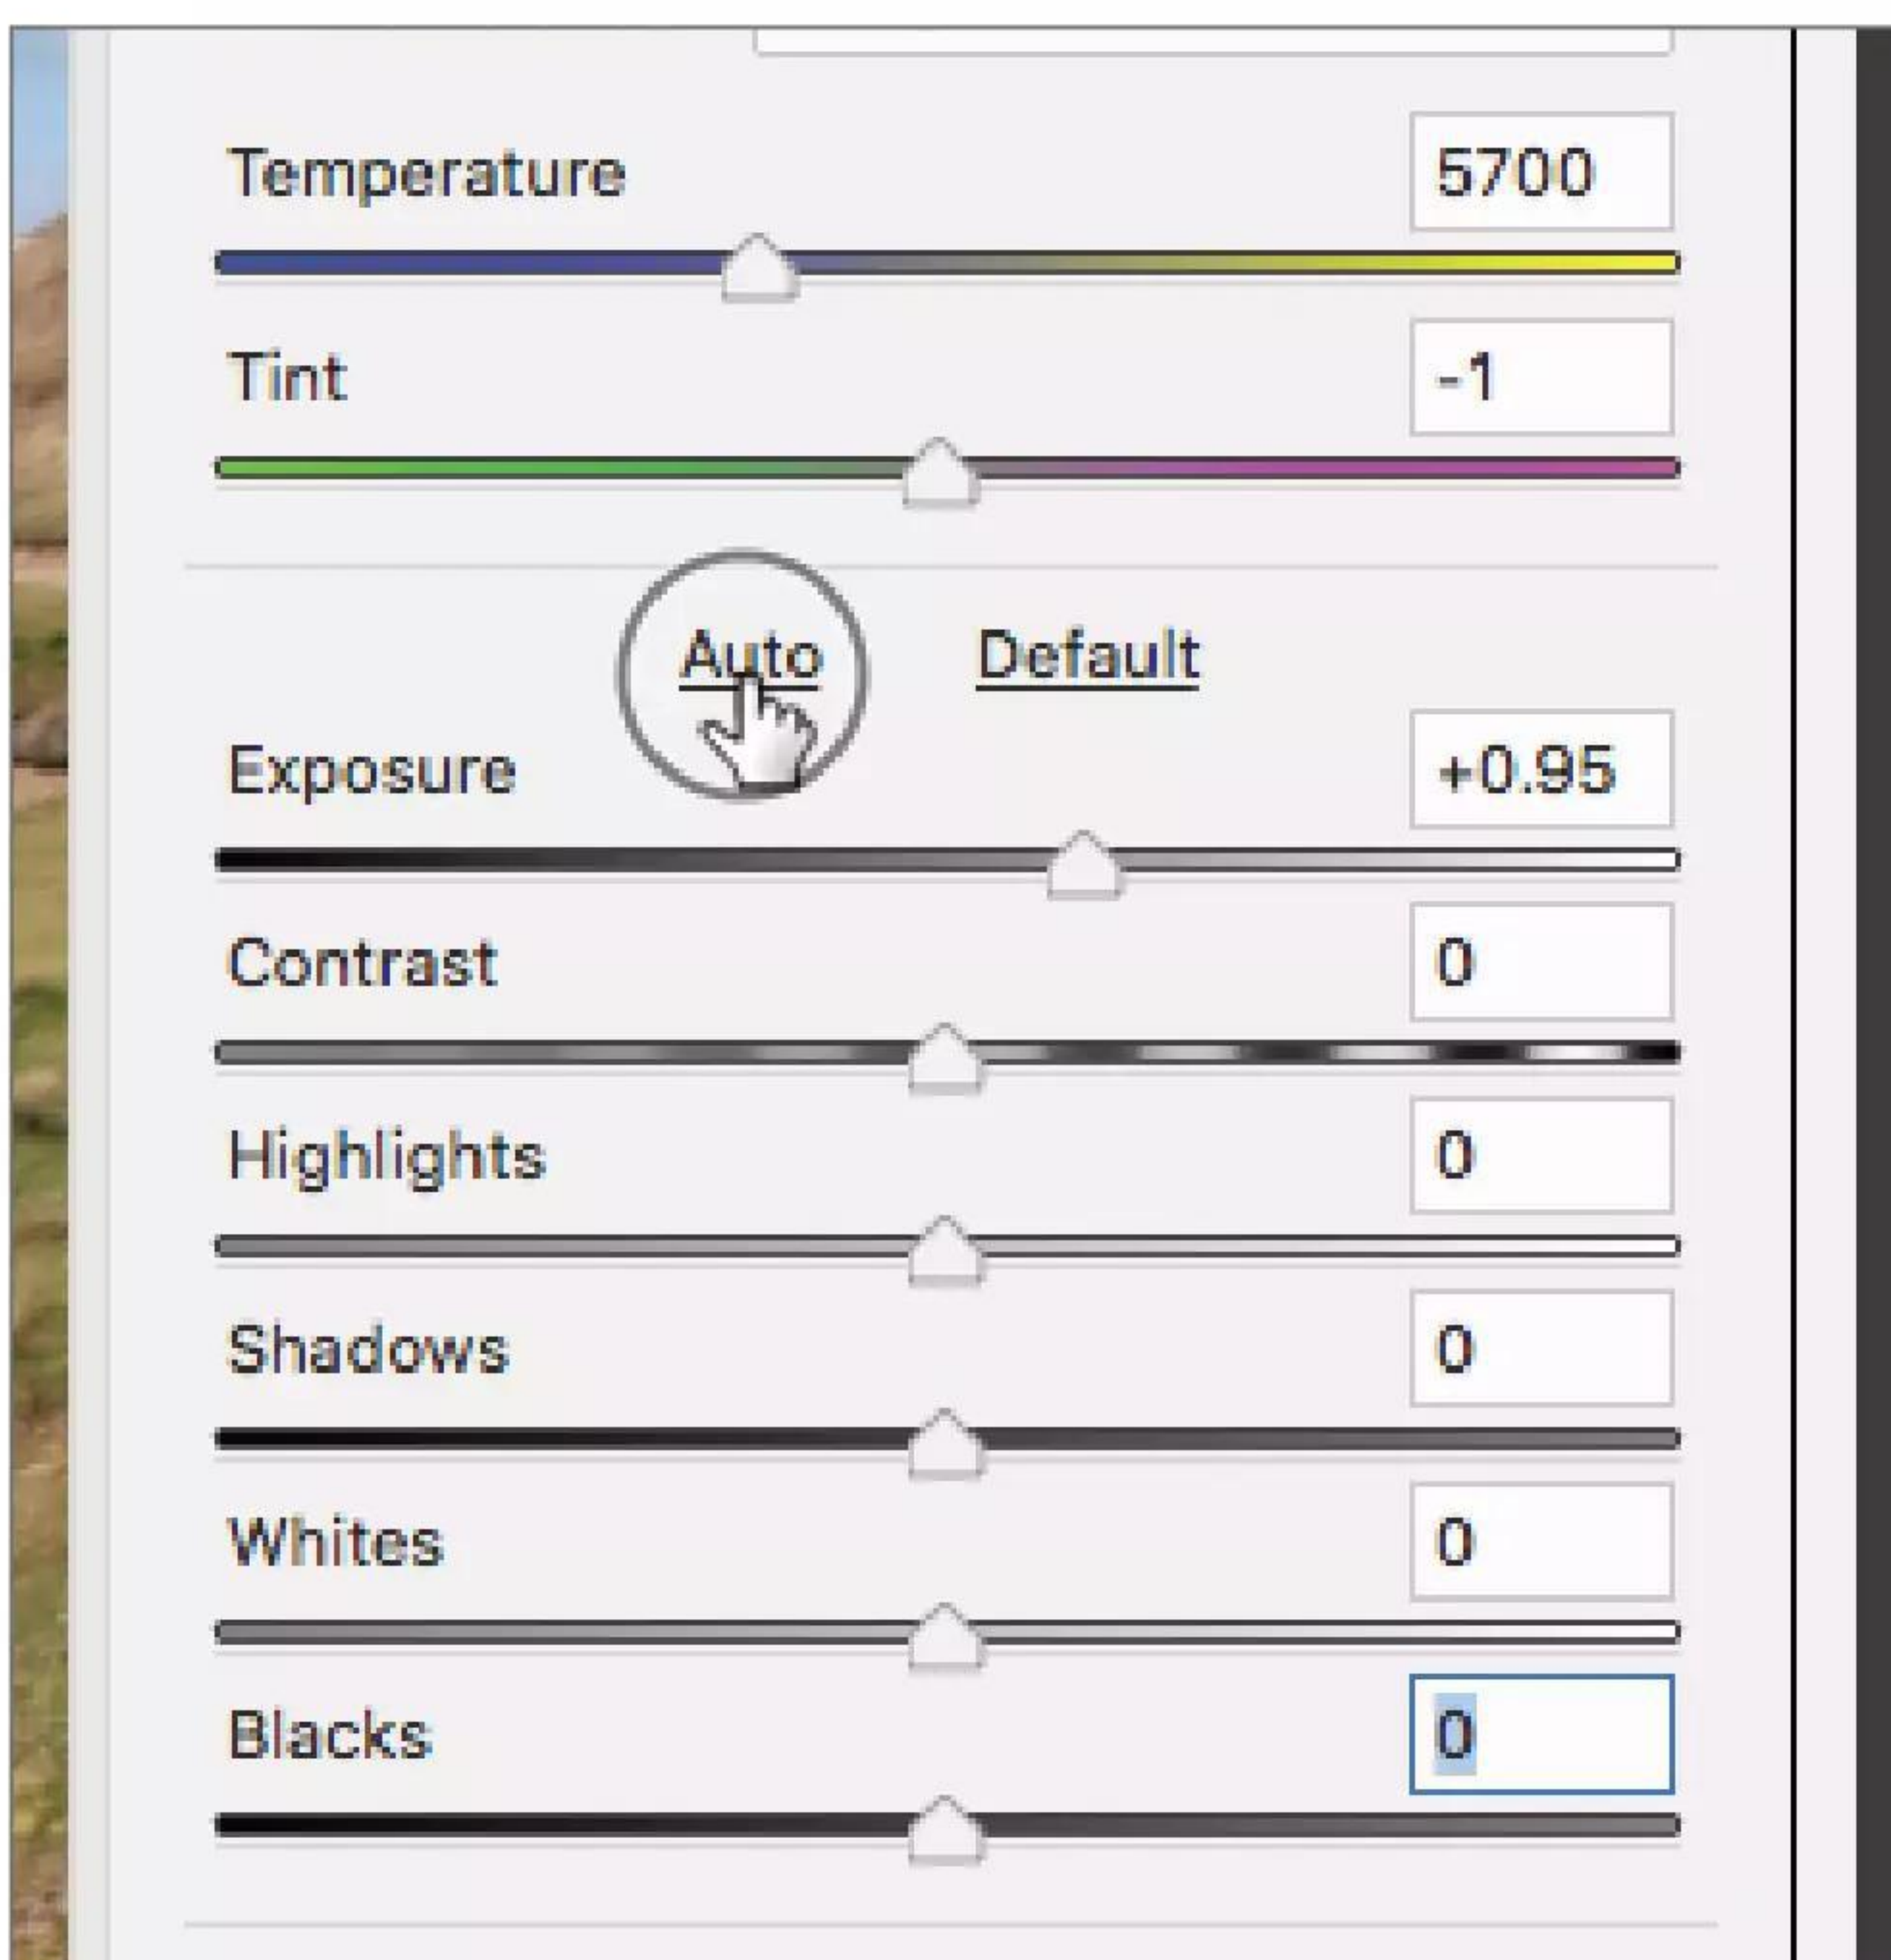 Temperature 5700
Tint -1
Auto Default
Exposure +0.95
Contrast 0
Highlights 0
Shadows 0
Whites 0
Blacks 0